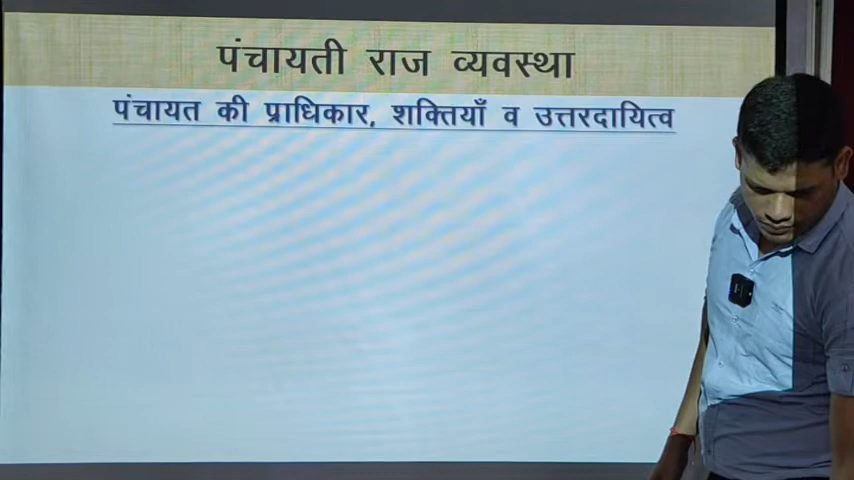 पंचायती राज व्यवस्था
पंचायत की प्राधिकार, शक्तियाँ व उत्तरदायित्व